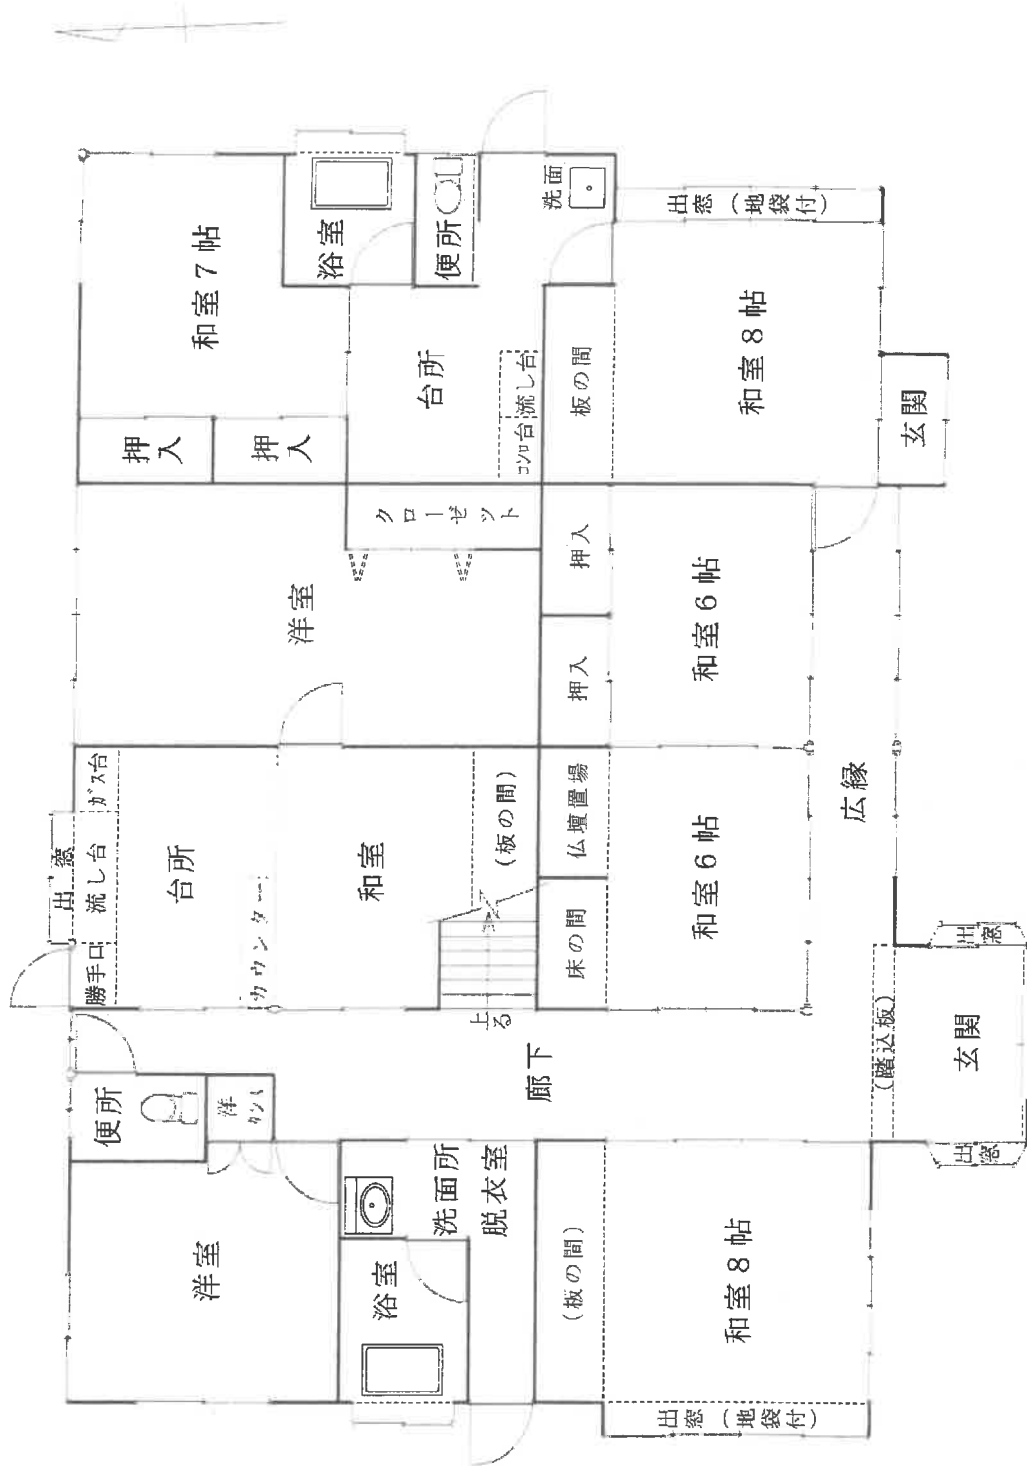 和室７帖
浴室
便所
洗面
出窓（地袋付）
押入
押入
台所
コンロ台
流し台
板の間
和室８帖
玄関
クローゼット
洋室
押入
押入
和室６帖
出窓
ガス台
流し台
勝手口
台所
カウンター
和室
(板の間)
仏壇置場
床の間
和室６帖
広縁
上る
廊下
便所
洋
(踏込板)
玄関
出窓
出窓
洋室
洗面所
脱衣室
浴室
(板の間)
和室８帖
出窓（地袋付）